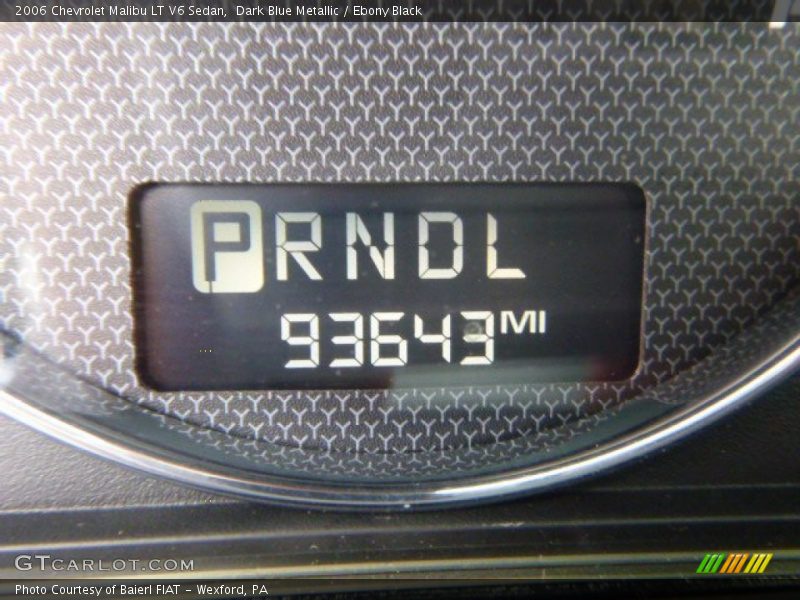 2006 Chevrolet Malibu LT V6 Sedan, Dark Blue Metallic / Ebony Black
PRNDL
93643 MI
GTCARLOT.COM
Photo Courtesy of Baierl FIAT - Wexford, PA